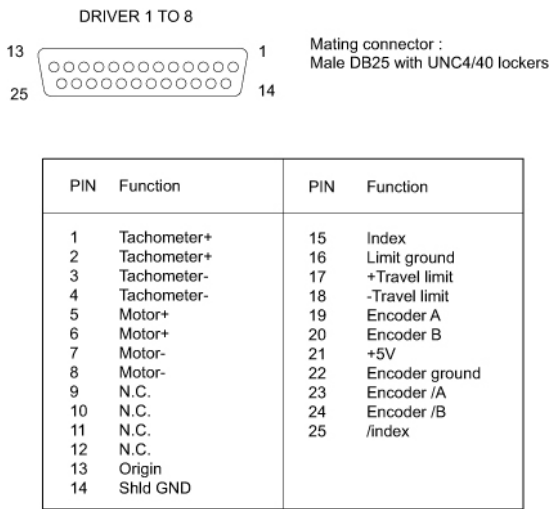 DRIVER 1 TO 8
13
1
25
14
Mating connector :
Male DB25 with UNC4/40 lockers
PIN Function
1 Tachometer+
2 Tachometer+
3 Tachometer-
4 Tachometer-
5 Motor+
6 Motor+
7 Motor-
8 Motor-
9 N.C.
10 N.C.
11 N.C.
12 N.C.
13 Origin
14 Shld GND
PIN Function
15 Index
16 Limit ground
17 +Travel limit
18 -Travel limit
19 Encoder A
20 Encoder B
21 +5V
22 Encoder ground
23 Encoder /A
24 Encoder /B
25 /index